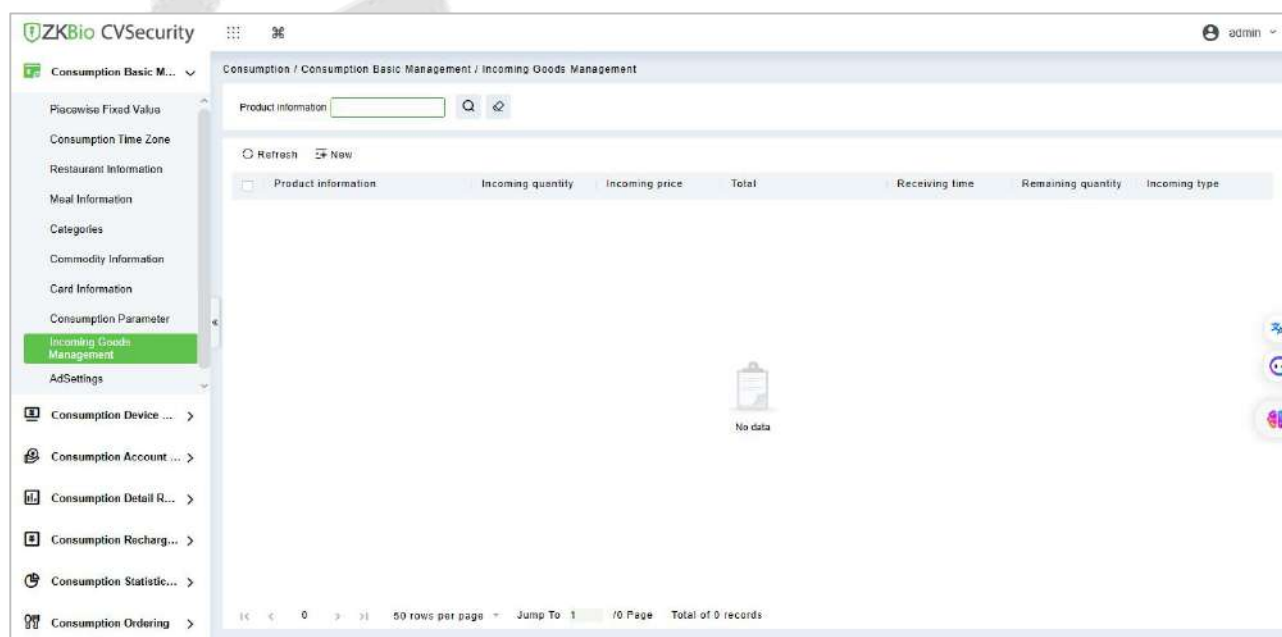 ZKBio CVSecurity
admin
Consumption Basic M...
Consumption / Consumption Basic Management / Incoming Goods Management
Piecewise Fixed Value
Consumption Time Zone
Restaurant Information
Meal Information
Categories
Commodity Information
Card Information
Consumption Parameter
Incoming Goods
Management
AdSettings
Consumption Device ...
Consumption Account ...
Consumption Detail R...
Consumption Recharg...
Consumption Statistic...
Consumption Ordering
Product information
Refresh New
Product information Incoming quantity Incoming price Total Receiving time Remaining quantity Incoming type
No data
0 50 rows per page Jump To 1 /0 Page Total of 0 records